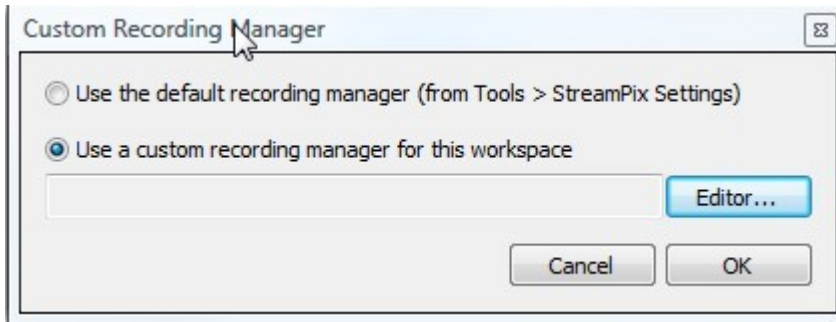 Custom Recording Manager
Use the default recording manager (from Tools > StreamPix Settings)
Use a custom recording manager for this workspace
Editor...
Cancel OK